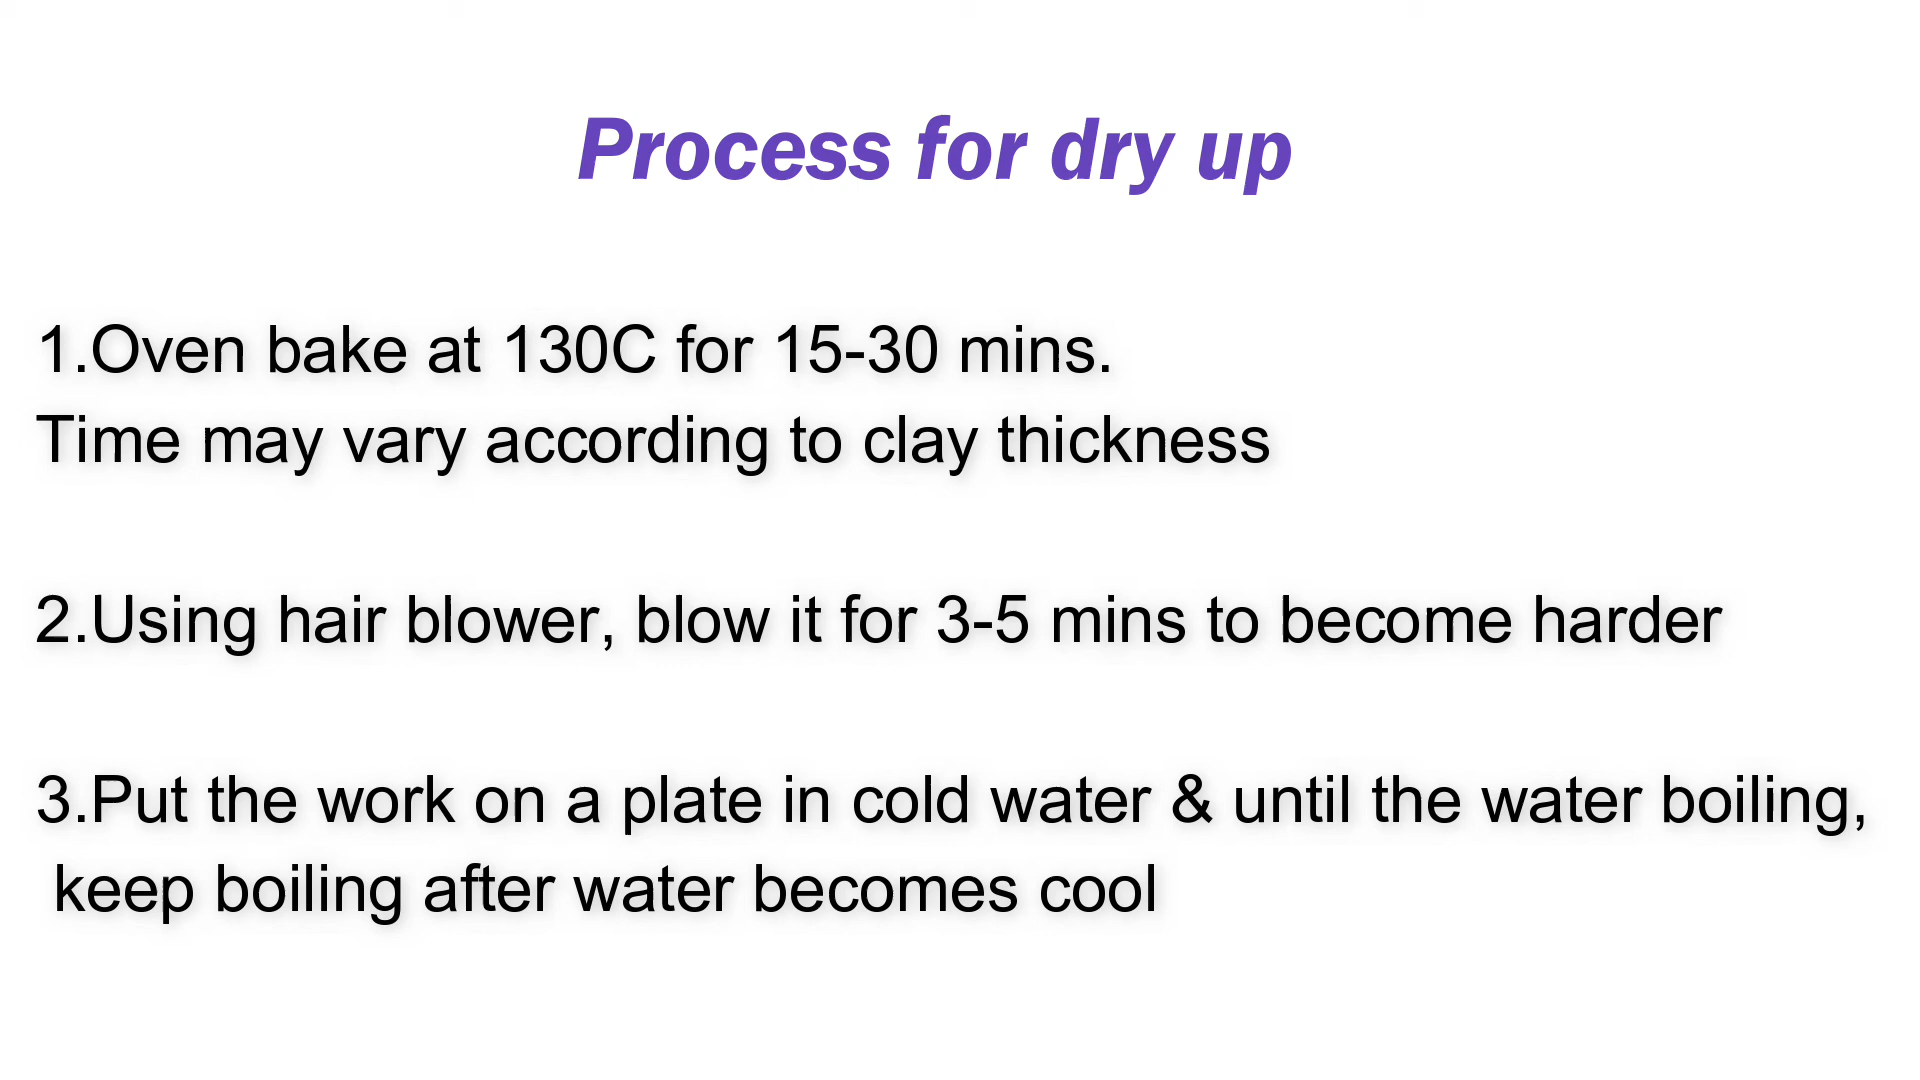 Process for dry up
1.Oven bake at 130C for 15-30 mins.
Time may vary according to clay thickness
2.Using hair blower, blow it for 3-5 mins to become harder
3.Put the work on a plate in cold water & until the water boiling,
keep boiling after water becomes cool